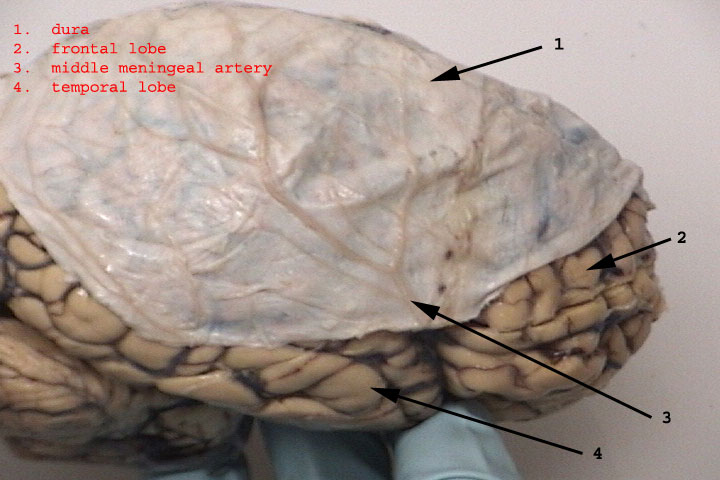 1. dura
2. frontal lobe
3. middle meningeal artery
4. temporal lobe
1
2
3
4